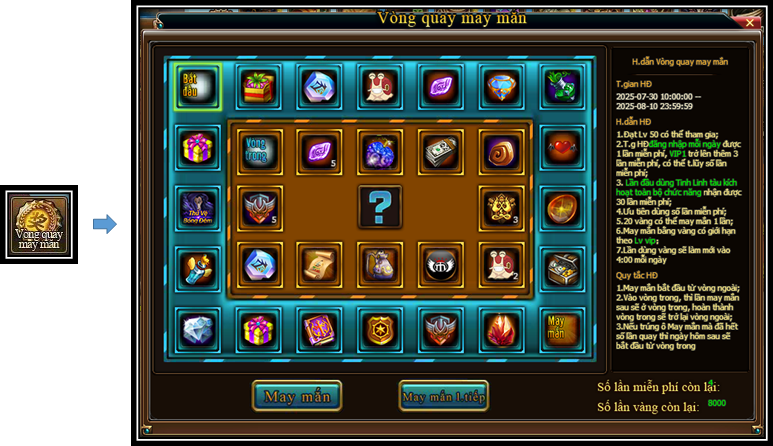 Vòng quay
may mắn
Vòng quay may mắn
Bắt
đầu
Vòng
trong
5
5
Thú Vệ
Bóng Đêm
3
2
May
mắn
May mắn
May mắn 1.tiếp
H.dẫn Vòng quay may mắn
T.gian HĐ
2025-07-30 10:00:00 --
2025-08-10 23:59:59
H.dẫn HĐ
1.Đạt Lv 50 có thể tham gia;
2.T.g HĐđăng nhập mỗi ngày được
1 lần miễn phí, VIP1 trở lên thêm 3
lần miễn phí, có thể t.lũy số lần
miễn phí;
3. Lần đầu dùng Tinh Linh tàu kích
hoạt toàn bộ chức năng nhận được
30 lần miễn phí;
4.Ưu tiên dùng số lần miễn phí;
5.20 vàng có thể may mắn 1 lần;
6.May mắn bằng vàng có giới hạn
theo Lv vip;
7.Lần dùng vàng sẽ làm mới vào
4:00 mỗi ngày
Quy tắc HĐ
1.May mắn bắt đầu từ vòng ngoài;
2.Vào vòng trong, thì lần may mắn
sau sẽ ở vòng trong, hoàn thành
vòng trong sẽ trở lại vòng ngoài;
3.Nếu trúng ô May mắn mà đã hết
số lần quay thì ngày hôm sau sẽ
bắt đầu từ vòng trong
Số lần miễn phí còn lại: 4
Số lần vàng còn lại: 8000